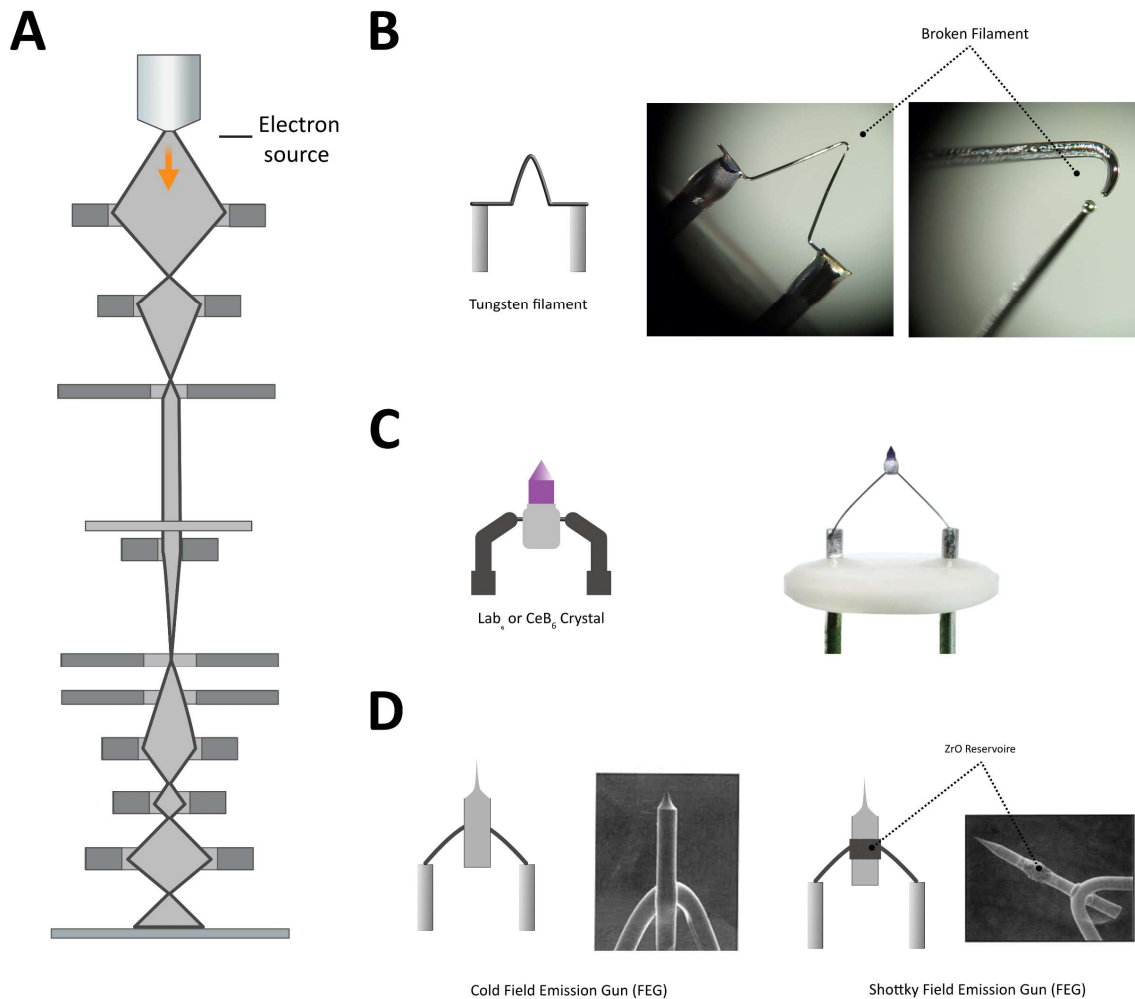 A
Electron
source
B
Broken Filament
Tungsten filament
C
Lab₆ or CeB₆ Crystal
D
ZrO Reservoire
Cold Field Emission Gun (FEG)
Shottky Field Emission Gun (FEG)